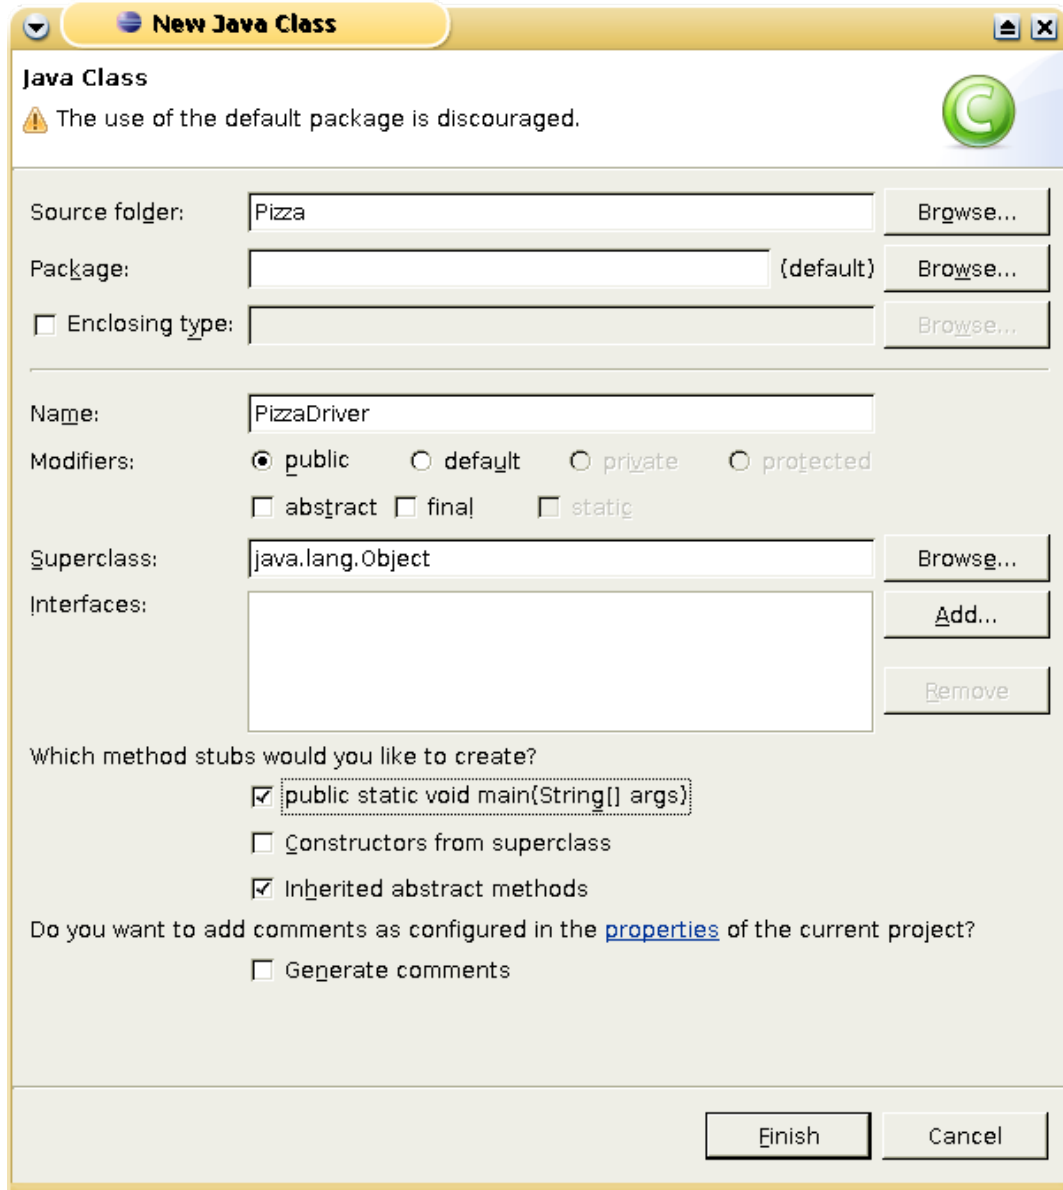 New Java Class
Java Class
The use of the default package is discouraged.
C
Source folder: Pizza Browse...
Package: (default) Browse...
Enclosing type: Browse...
Name: PizzaDriver
Modifiers: public default private protected
abstract final static
Superclass: java.lang.Object Browse...
Interfaces: Add...
Remove
Which method stubs would you like to create?
public static void main(String[] args)
Constructors from superclass
Inherited abstract methods
Do you want to add comments as configured in the properties of the current project?
Generate comments
Finish Cancel